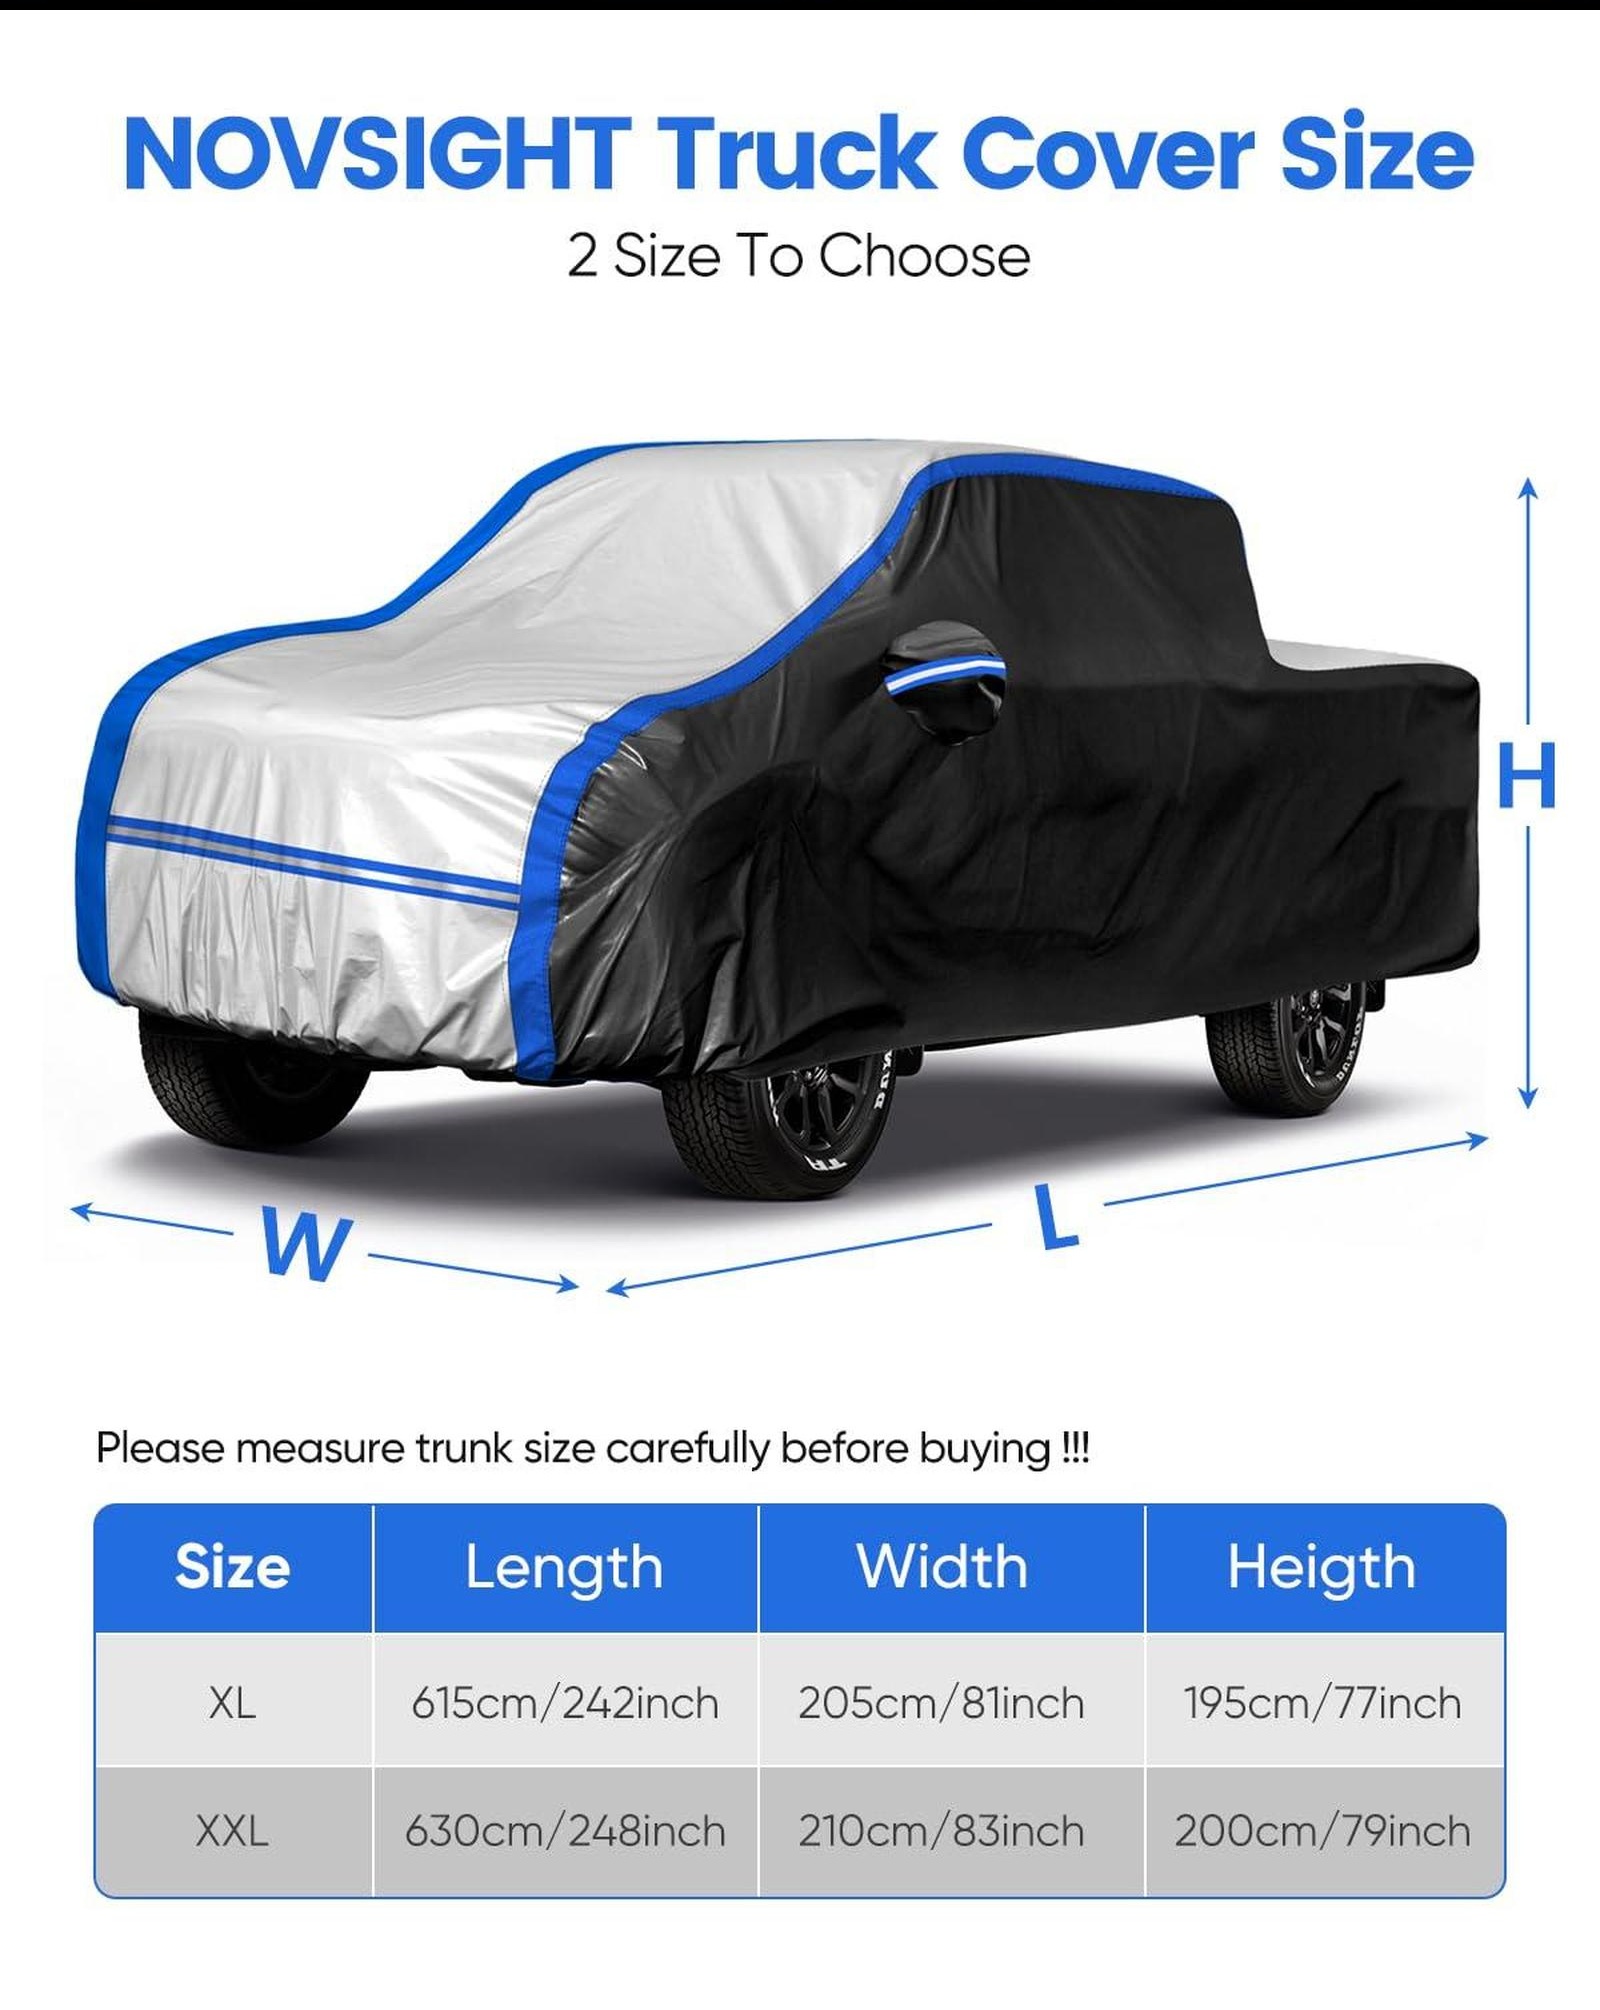 NOVSIGHT Truck Cover Size
2 Size To Choose
H
W
L
Please measure trunk size carefully before buying !!!
Size Length Width Heigth
XL 615cm/242inch 205cm/81inch 195cm/77inch
XXL 630cm/248inch 210cm/83inch 200cm/79inch